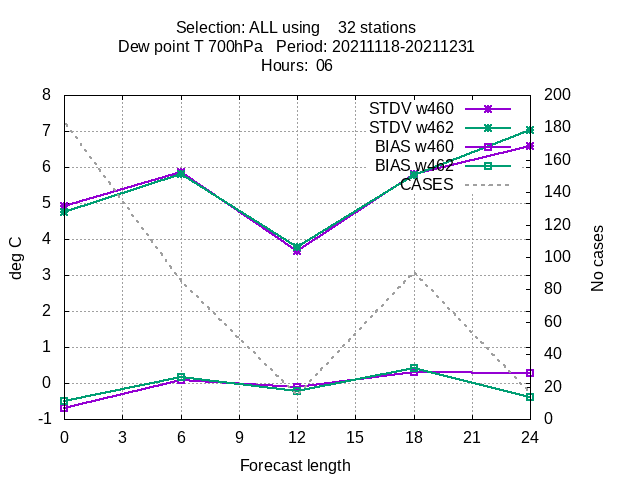 Selection: ALL using    32 stations
Dew point T 700hPa   Period: 20211118-20211231
Hours:  06
STDV w460
STDV w462
BIAS w460
BIAS w462
CASES
deg C
8
7
6
5
4
3
2
1
0
-1
200
180
160
140
120
100
80
60
40
20
0
No cases
0 3 6 9 12 15 18 21 24
Forecast length